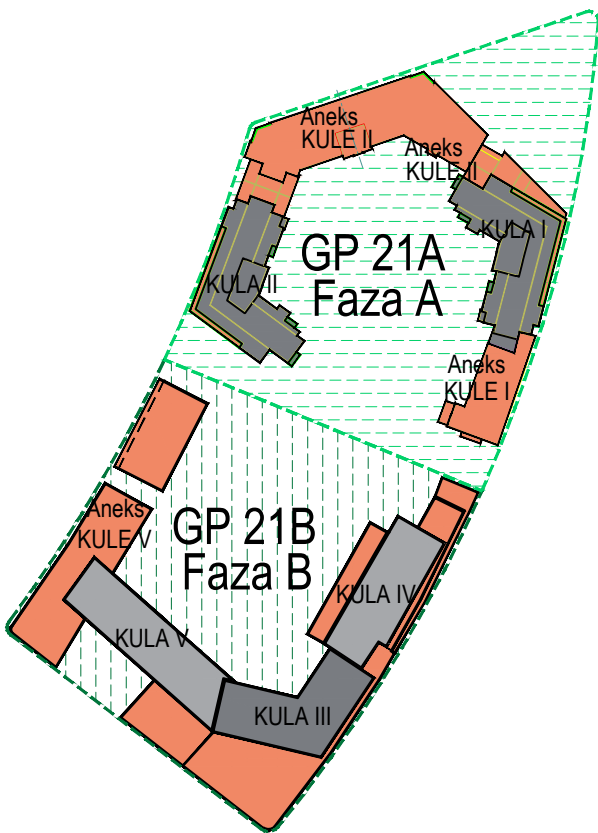 Aneks
KULE II
Aneks
KULE II
KULA I
GP 21A
Faza A
KULA II
Aneks
KULE I
Aneks
KULE V
GP 21B
Faza B
KULA IV
KULA V
KULA III